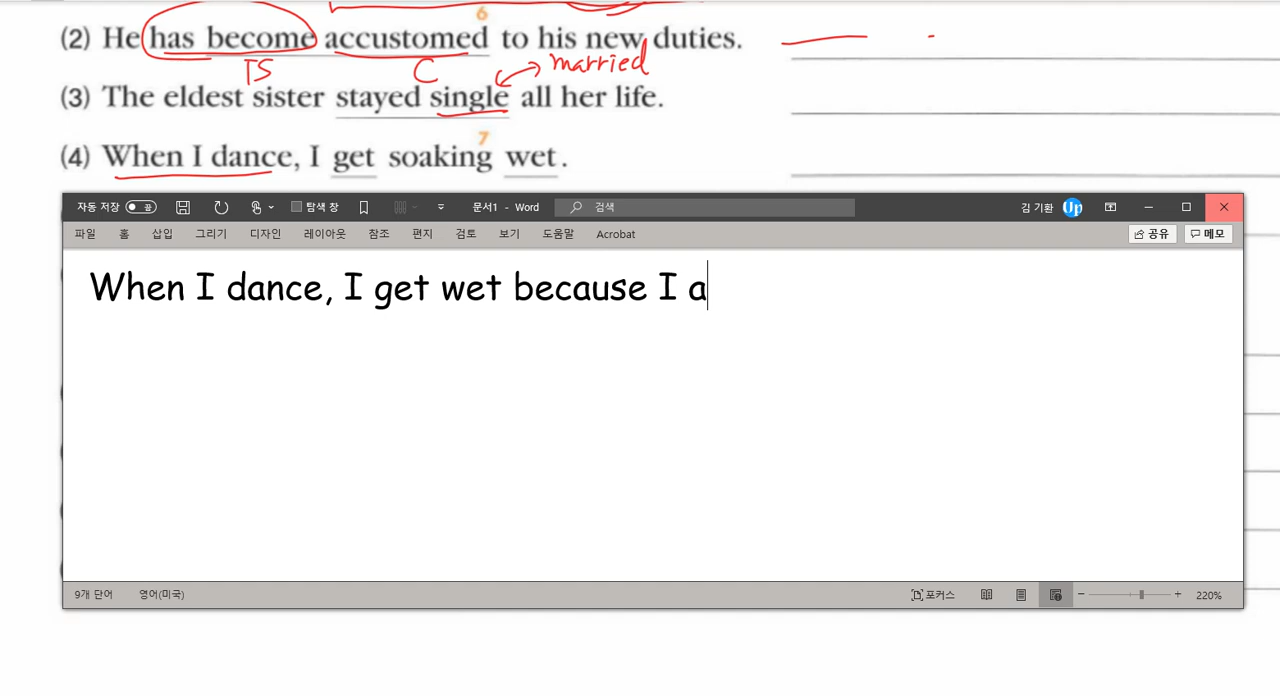 6
(2) He has become accustomed to his new duties.
TS C married
(3) The eldest sister stayed single all her life.
7
(4) When I dance, I get soaking wet.
자동 저장 끔 탐색 창 문서1 - Word 검색 김 기환 Up
파일 홈 삽입 그리기 디자인 레이아웃 참조 편지 검토 보기 도움말 Acrobat 공유 메모
When I dance, I get wet because I a
9개 단어 영어(미국) 포커스 - + 220%